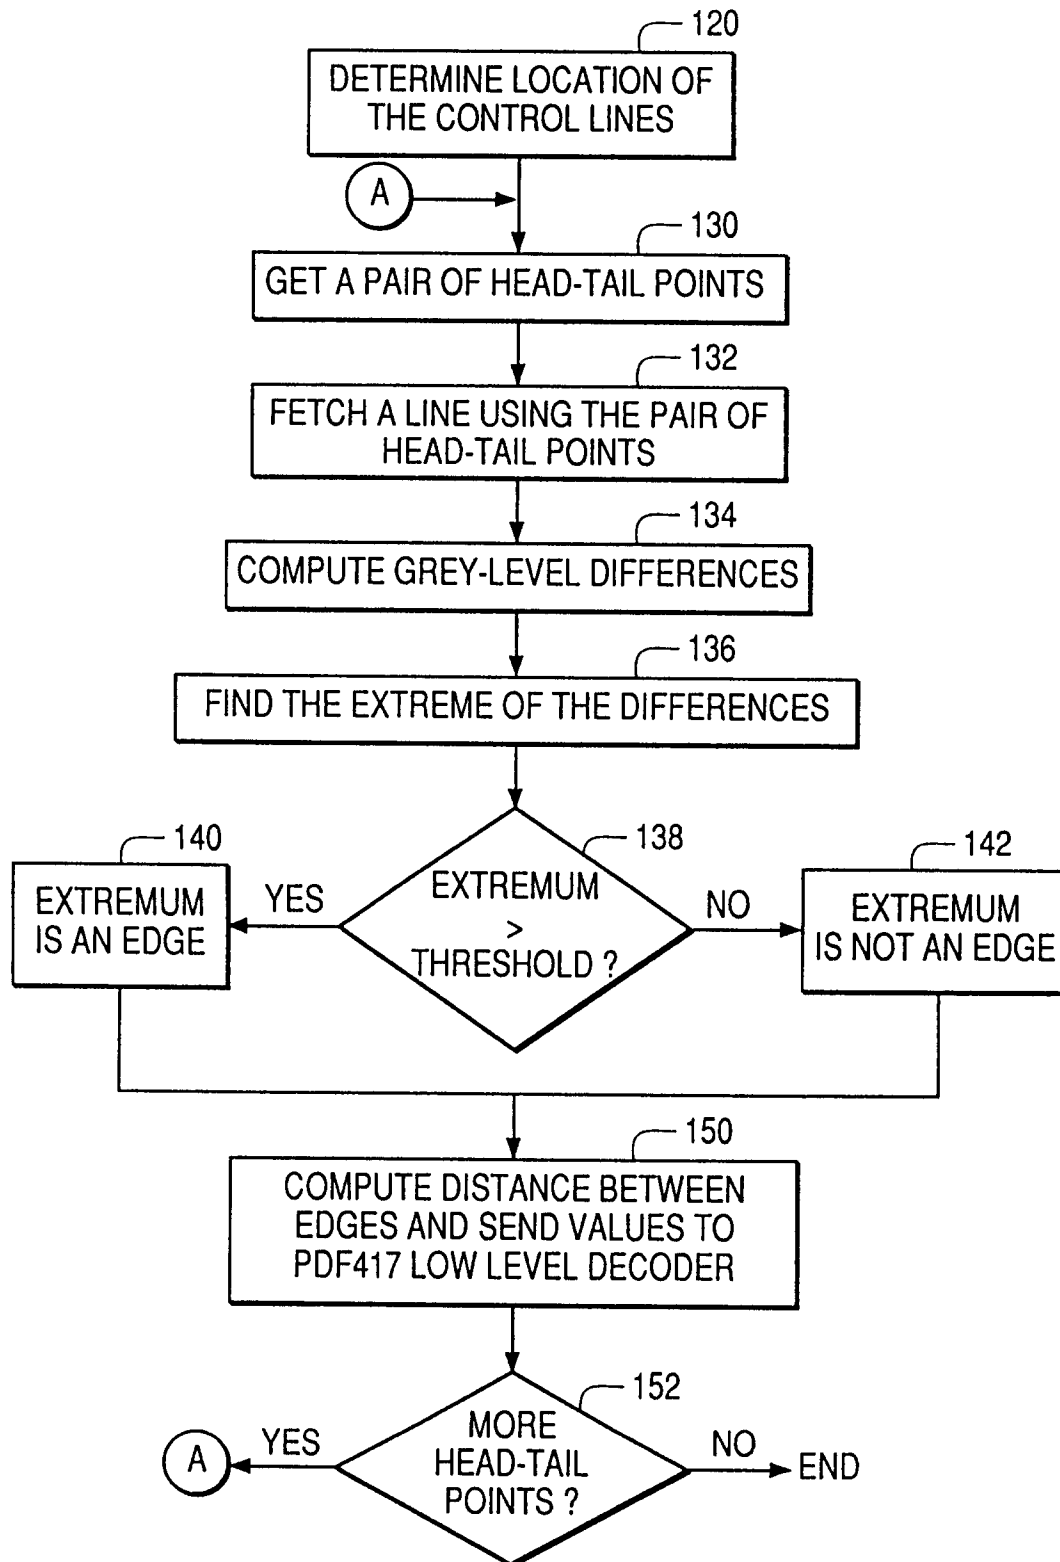 120
DETERMINE LOCATION OF
THE CONTROL LINES
A
130
GET A PAIR OF HEAD-TAIL POINTS
132
FETCH A LINE USING THE PAIR OF
HEAD-TAIL POINTS
134
COMPUTE GREY-LEVEL DIFFERENCES
136
FIND THE EXTREME OF THE DIFFERENCES
140
138
142
EXTREMUM
IS AN EDGE
YES
EXTREMUM
>
THRESHOLD ?
NO
EXTREMUM
IS NOT AN EDGE
150
COMPUTE DISTANCE BETWEEN
EDGES AND SEND VALUES TO
PDF417 LOW LEVEL DECODER
152
A
YES
MORE
HEAD-TAIL
POINTS ?
NO
END